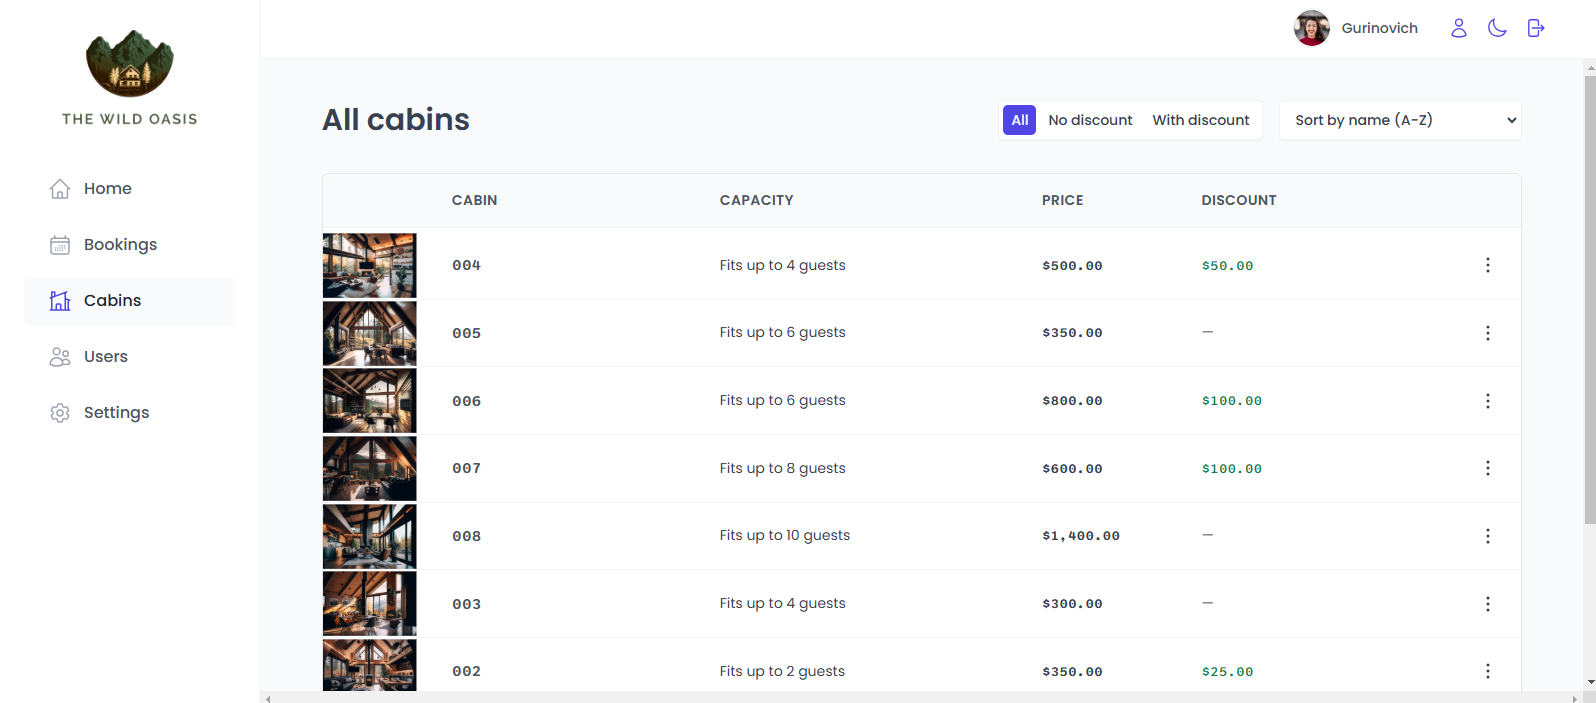 THE WILD OASIS
Home
Bookings
Cabins
Users
Settings
Gurinovich
All cabins
All No discount With discount Sort by name (A-Z)
CABIN CAPACITY PRICE DISCOUNT
004 Fits up to 4 guests $500.00 $50.00
005 Fits up to 6 guests $350.00 —
006 Fits up to 6 guests $800.00 $100.00
007 Fits up to 8 guests $600.00 $100.00
008 Fits up to 10 guests $1,400.00 —
003 Fits up to 4 guests $300.00 —
002 Fits up to 2 guests $350.00 $25.00